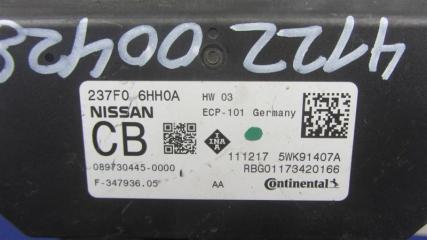 4722 00428
237F0 6HH0A
HW 03
NISSAN
ECP-101 Germany
CB
INA
111217 5WK91407A
089730445-0000
RBG01173420166
F-347936.05
AA
Continental